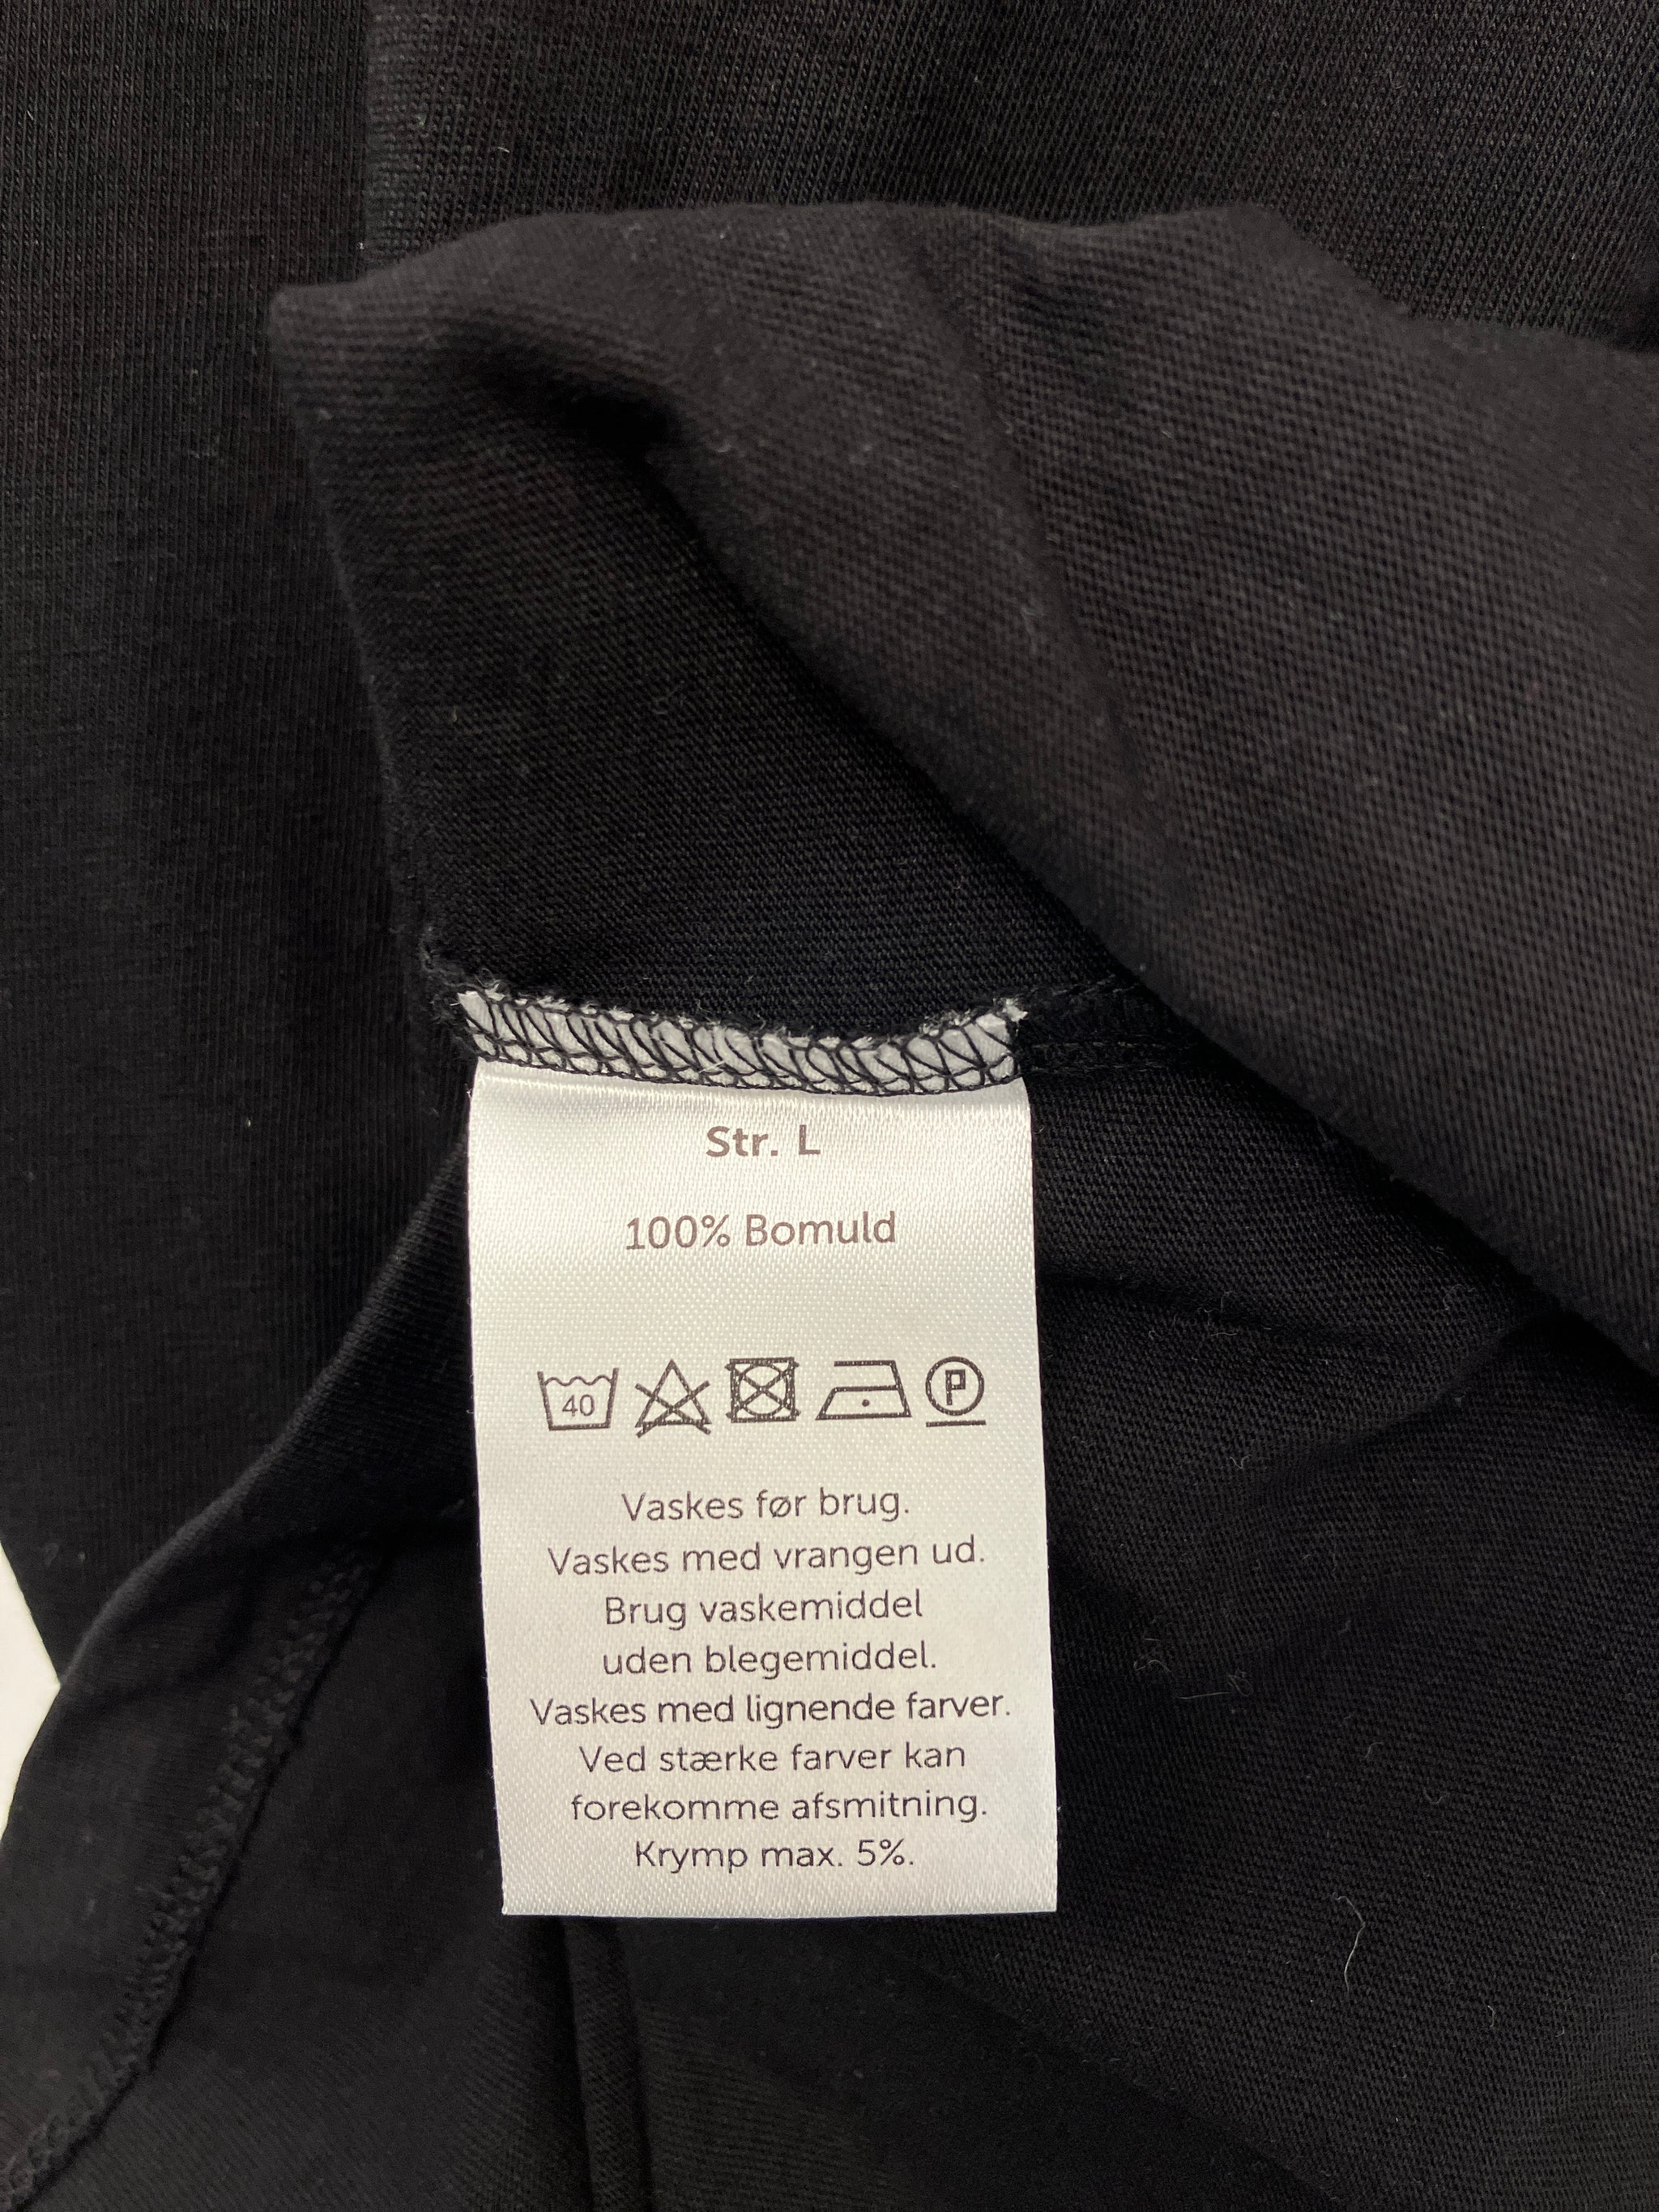 Str. L
100% Bomuld
40 P
Vaskes før brug.
Vaskes med vrangen ud.
Brug vaskemiddel
uden blegemiddel.
Vaskes med lignende farver.
Ved stærke farver kan
forekomme afsmitning.
Krymp max. 5%.